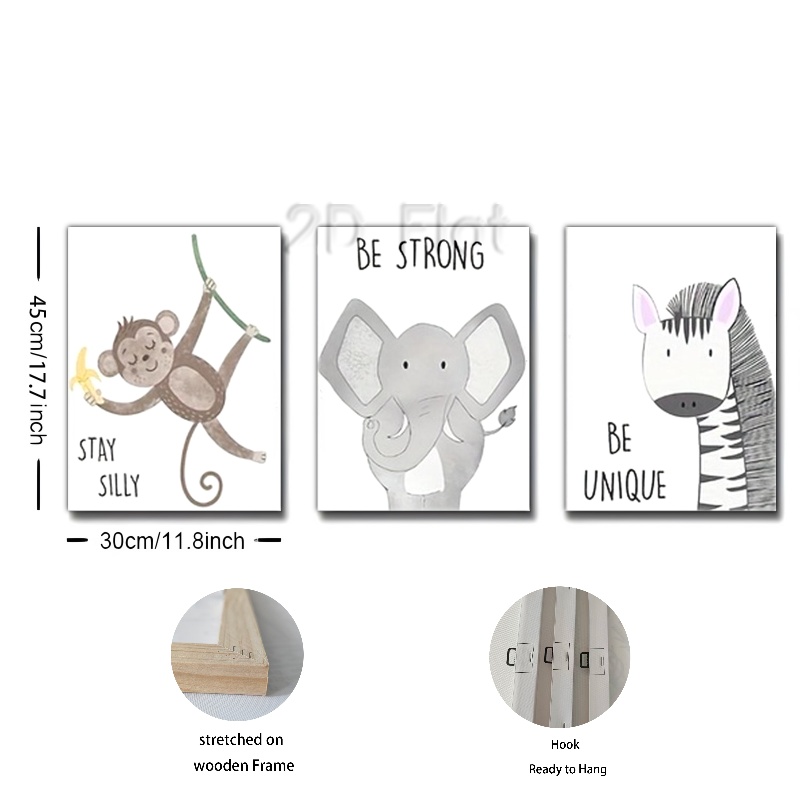 2D Flat
BE STRONG
STAY
SILLY
BE
UNIQUE
45cm/17.7inch
30cm/11.8inch
stretched on
wooden Frame
Hook
Ready to Hang